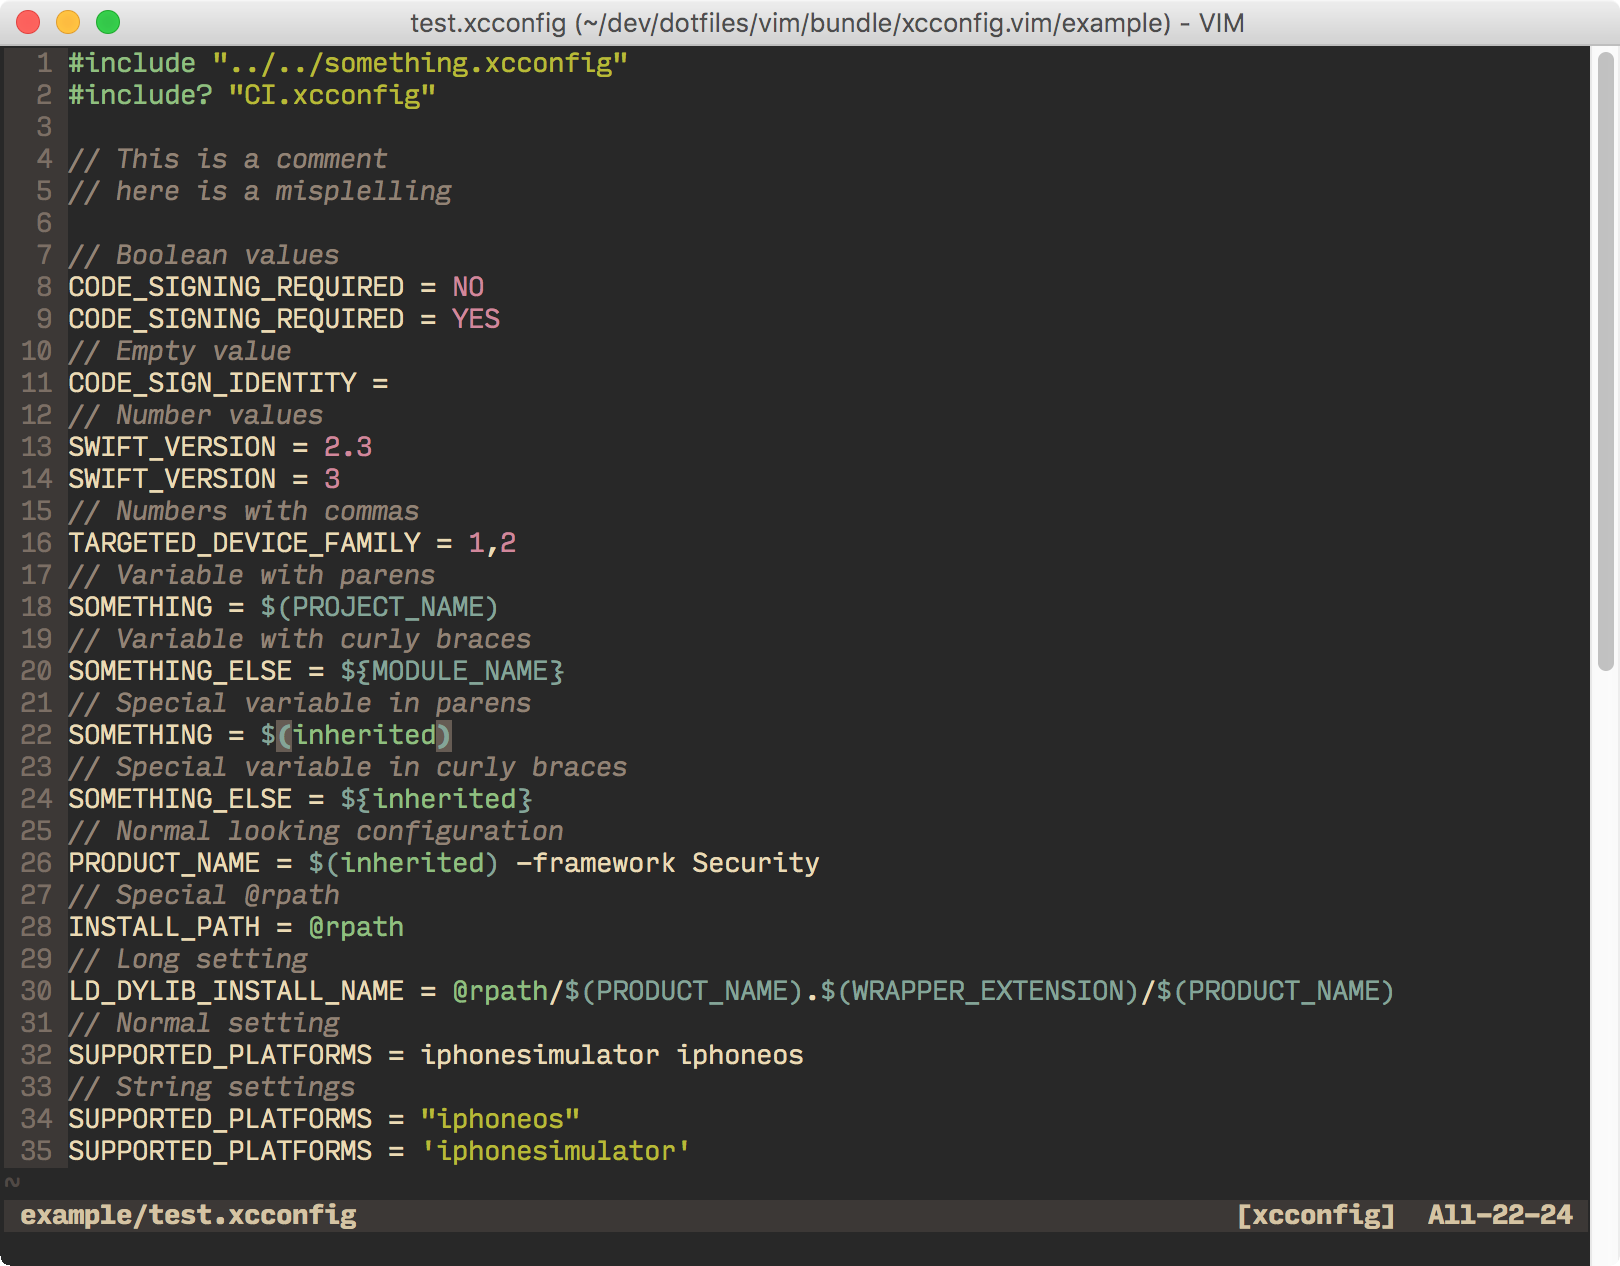 test.xcconfig (~/dev/dotfiles/vim/bundle/xcconfig.vim/example) - VIM
1 #include "../../something.xcconfig"
2 #include? "CI.xcconfig"
3
4 // This is a comment
5 // here is a misplelling
6
7 // Boolean values
8 CODE_SIGNING_REQUIRED = NO
9 CODE_SIGNING_REQUIRED = YES
10 // Empty value
11 CODE_SIGN_IDENTITY =
12 // Number values
13 SWIFT_VERSION = 2.3
14 SWIFT_VERSION = 3
15 // Numbers with commas
16 TARGETED_DEVICE_FAMILY = 1,2
17 // Variable with parens
18 SOMETHING = $(PROJECT_NAME)
19 // Variable with curly braces
20 SOMETHING_ELSE = ${MODULE_NAME}
21 // Special variable in parens
22 SOMETHING = $(inherited)
23 // Special variable in curly braces
24 SOMETHING_ELSE = ${inherited}
25 // Normal looking configuration
26 PRODUCT_NAME = $(inherited) -framework Security
27 // Special @rpath
28 INSTALL_PATH = @rpath
29 // Long setting
30 LD_DYLIB_INSTALL_NAME = @rpath/$(PRODUCT_NAME).$(WRAPPER_EXTENSION)/$(PRODUCT_NAME)
31 // Normal setting
32 SUPPORTED_PLATFORMS = iphonesimulator iphoneos
33 // String settings
34 SUPPORTED_PLATFORMS = "iphoneos"
35 SUPPORTED_PLATFORMS = 'iphonesimulator'
~
example/test.xcconfig [xcconfig] All-22-24